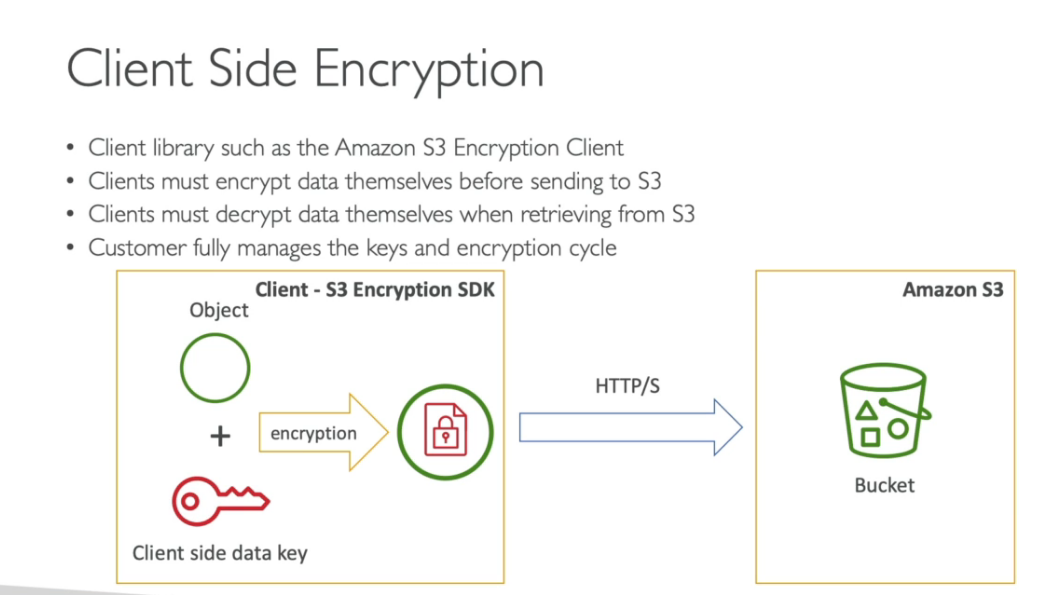 Client Side Encryption
• Client library such as the Amazon S3 Encryption Client
• Clients must encrypt data themselves before sending to S3
• Clients must decrypt data themselves when retrieving from S3
• Customer fully manages the keys and encryption cycle
Client - S3 Encryption SDK
Object
+
encryption
Client side data key
HTTP/S
Amazon S3
Bucket